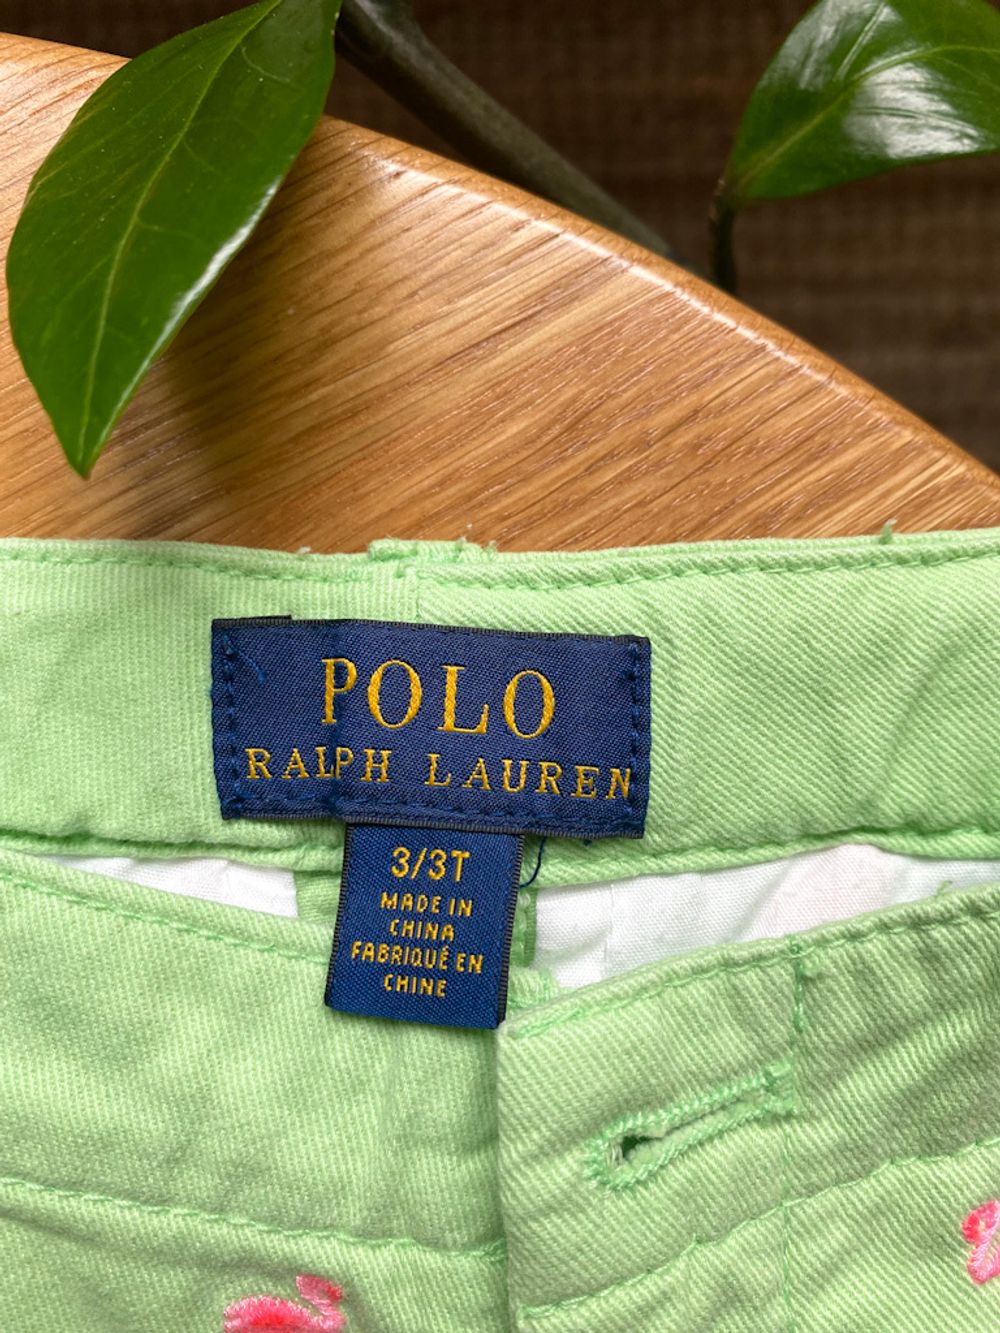 POLO
RALPH LAUREN
3/3T
MADE IN
CHINA
FABRIQUÉ EN
CHINE